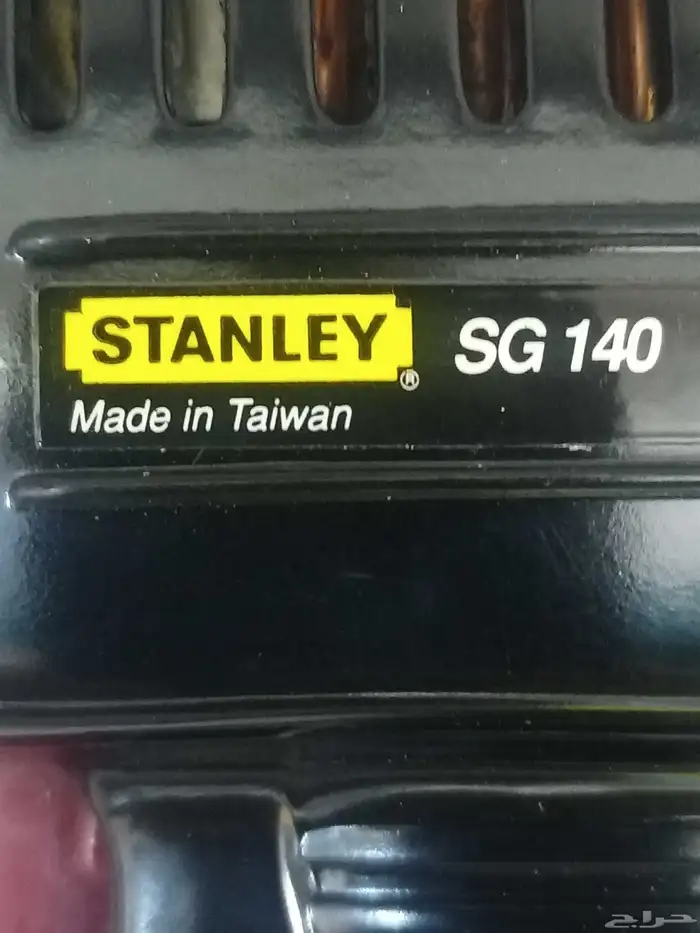 STANLEY® SG 140
Made in Taiwan
حراج